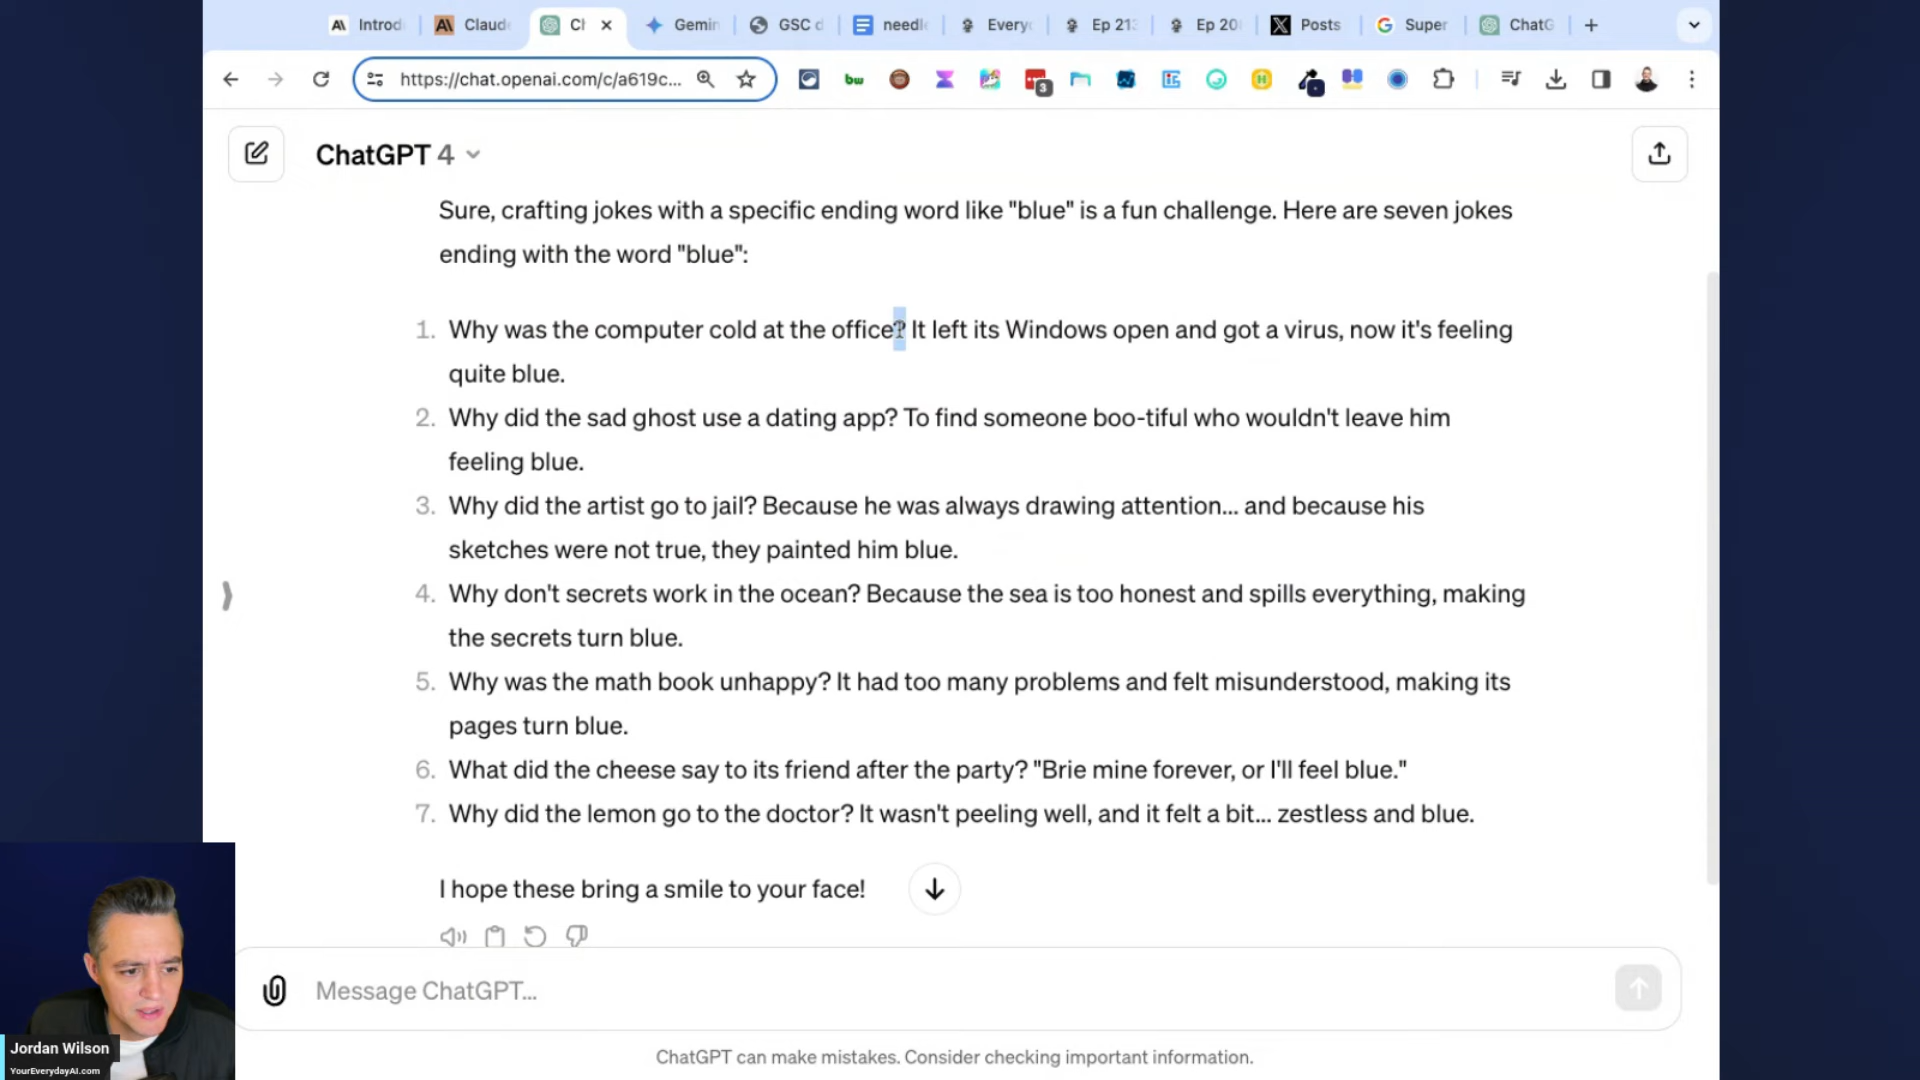 Introd
Claude
Ch
Gemin
GSC d
needle
Every
Ep 213
Ep 20
Posts
Super
ChatG
https://chat.openai.com/c/a619c...
bw
3
ChatGPT 4
Sure, crafting jokes with a specific ending word like "blue" is a fun challenge. Here are seven jokes
ending with the word "blue":
1. Why was the computer cold at the office? It left its Windows open and got a virus, now it's feeling
quite blue.
2. Why did the sad ghost use a dating app? To find someone boo-tiful who wouldn't leave him
feeling blue.
3. Why did the artist go to jail? Because he was always drawing attention... and because his
sketches were not true, they painted him blue.
4. Why don't secrets work in the ocean? Because the sea is too honest and spills everything, making
the secrets turn blue.
5. Why was the math book unhappy? It had too many problems and felt misunderstood, making its
pages turn blue.
6. What did the cheese say to its friend after the party? "Brie mine forever, or I'll feel blue."
7. Why did the lemon go to the doctor? It wasn't peeling well, and it felt a bit... zestless and blue.
I hope these bring a smile to your face!
Message ChatGPT...
ChatGPT can make mistakes. Consider checking important information.
Jordan Wilson
YourEverydayAI.com